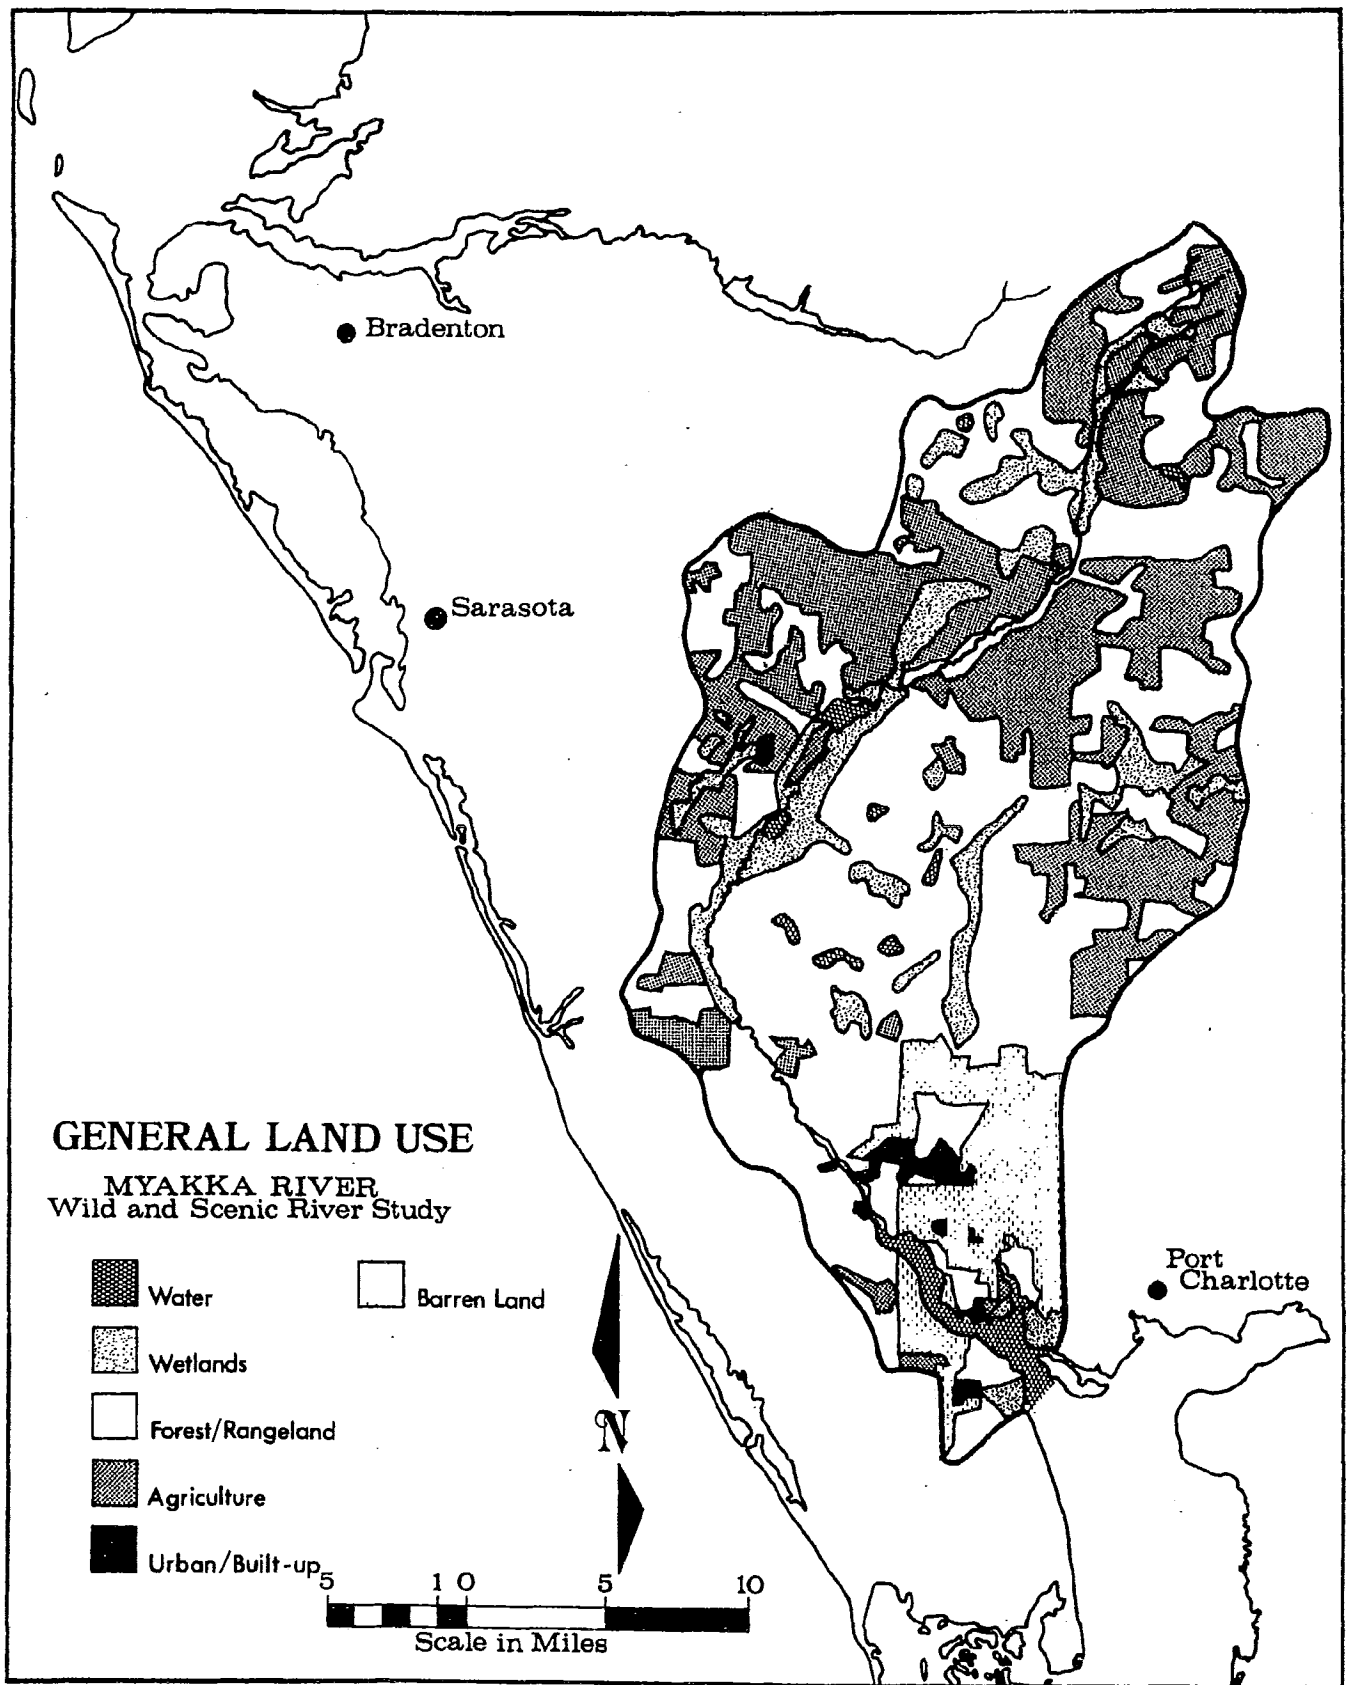 Bradenton
Sarasota
GENERAL LAND USE
MYAKKA RIVER
Wild and Scenic River Study
Port
Charlotte
Water
Barren Land
Wetlands
Forest/Rangeland
N
Agriculture
Urban/Built-up
5 1 0 5 10
Scale in Miles